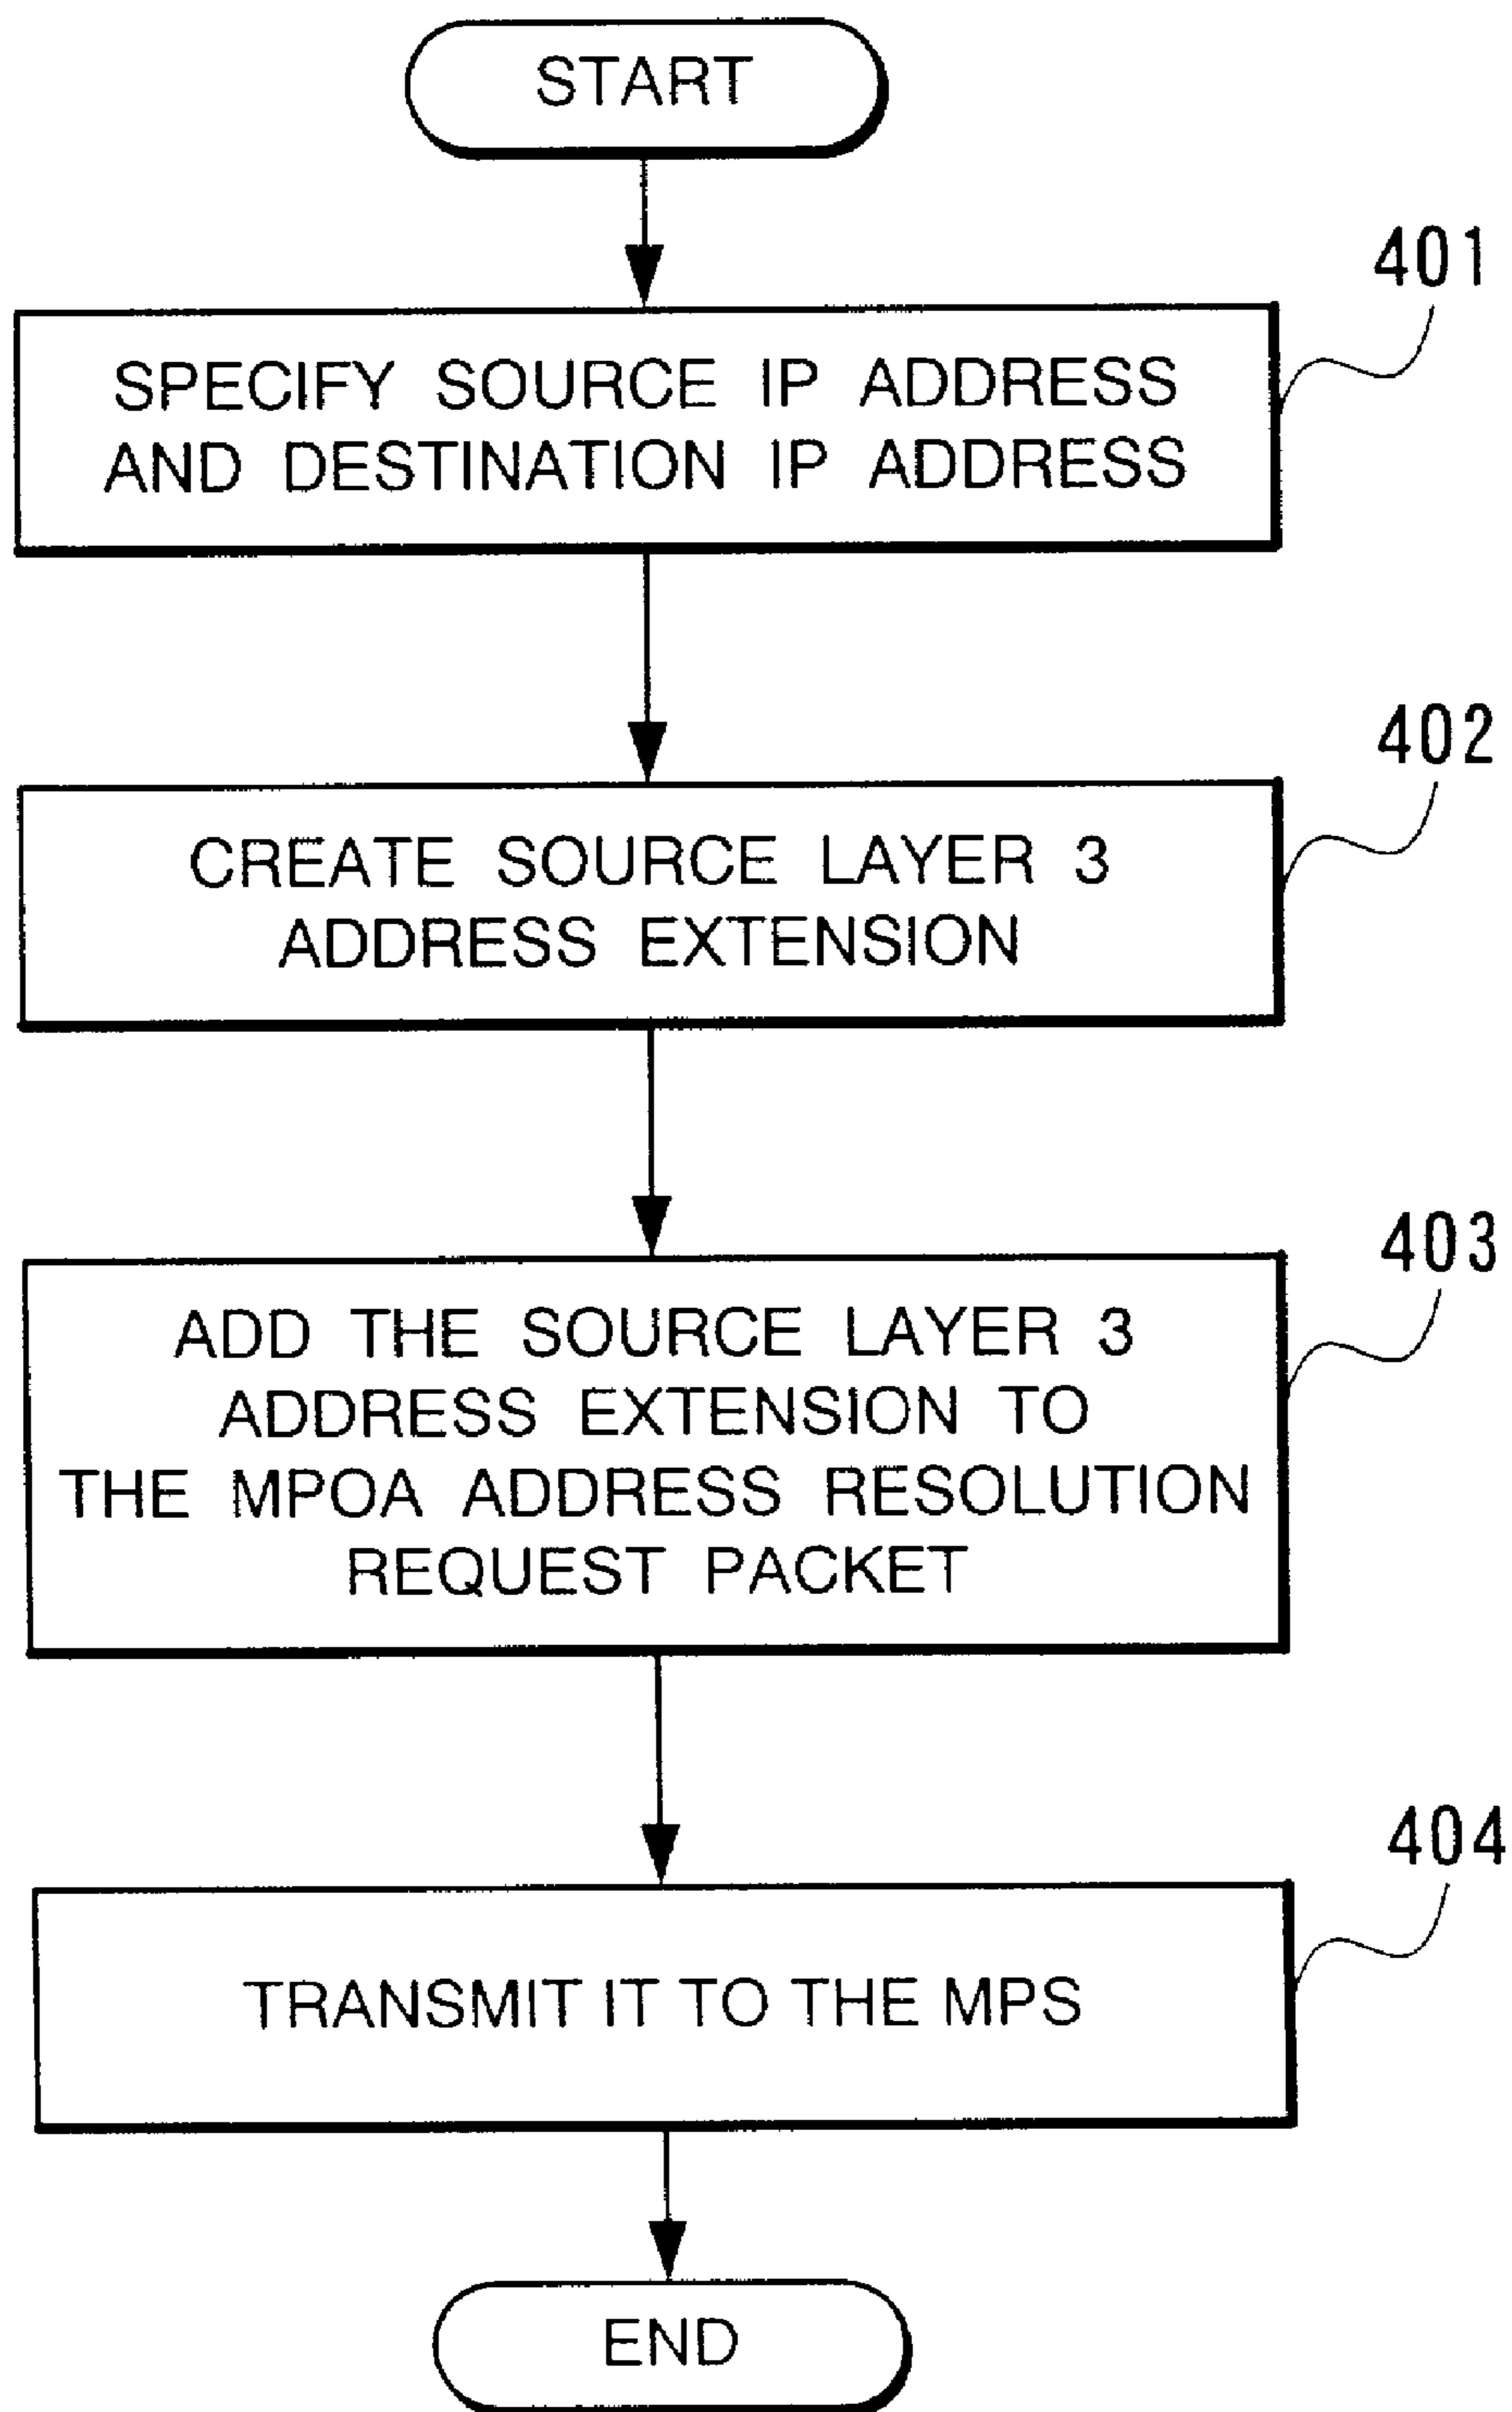 START
401
SPECIFY SOURCE IP ADDRESS
AND DESTINATION IP ADDRESS
402
CREATE SOURCE LAYER 3
ADDRESS EXTENSION
403
ADD THE SOURCE LAYER 3
ADDRESS EXTENSION TO
THE MPOA ADDRESS RESOLUTION
REQUEST PACKET
404
TRANSMIT IT TO THE MPS
END